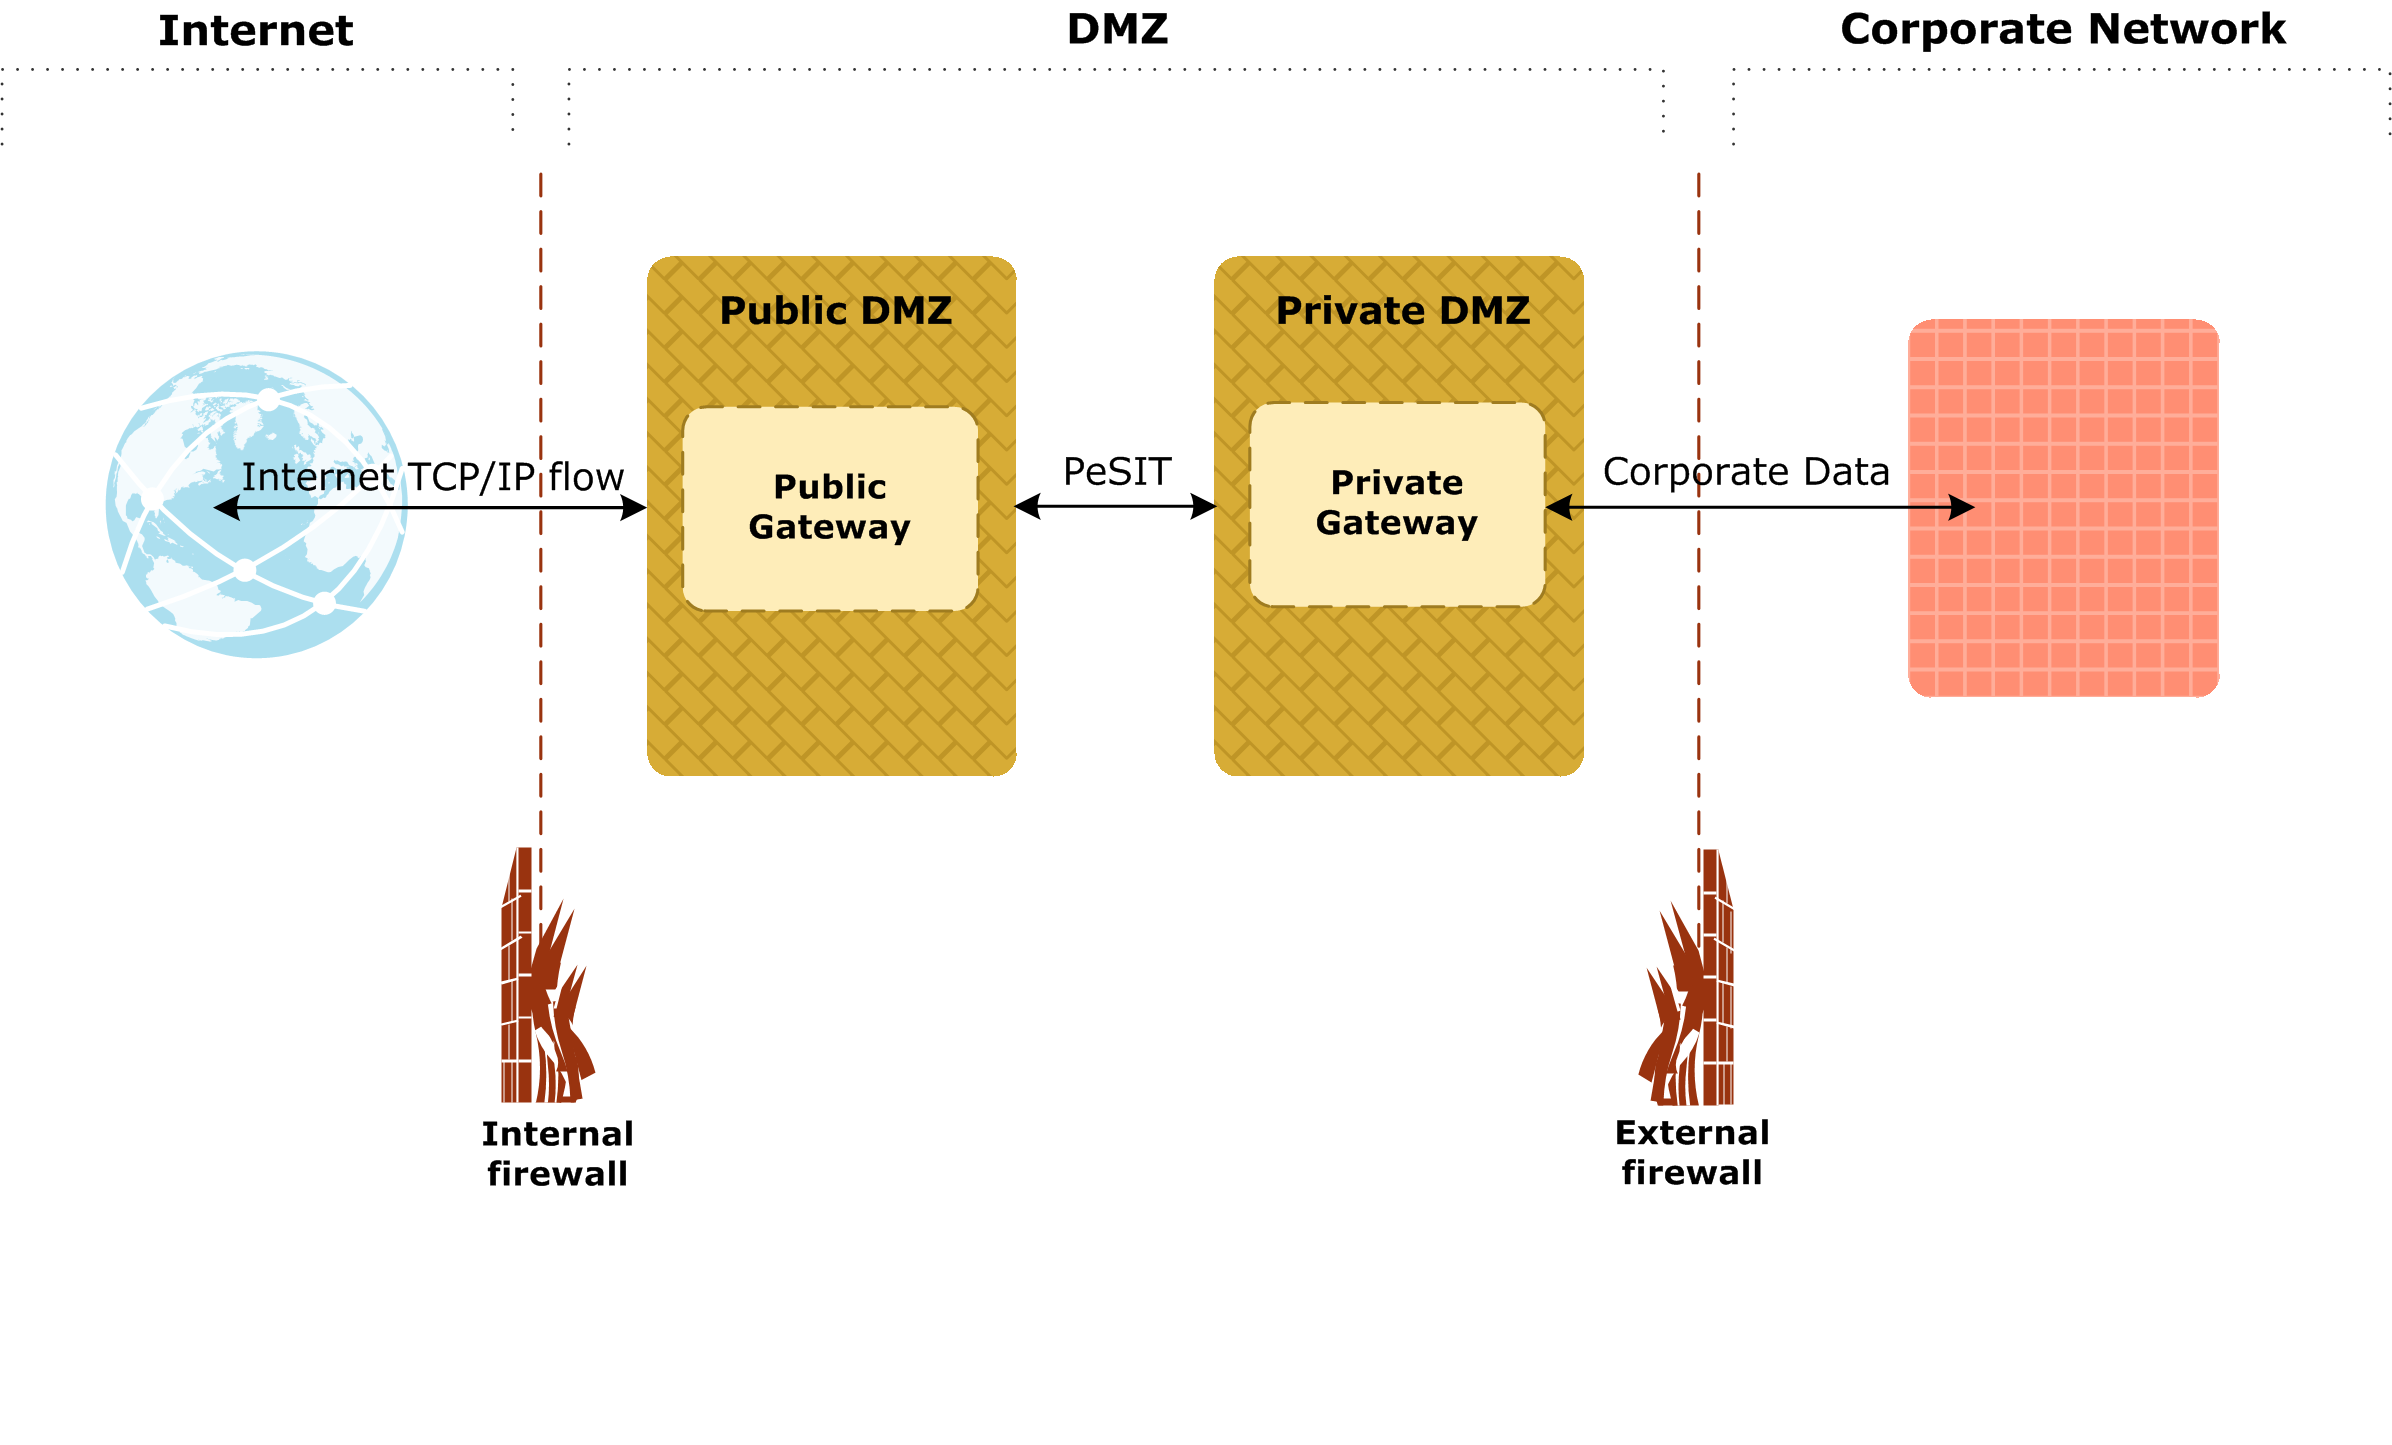 Internet
DMZ
Corporate Network
Public DMZ
Private DMZ
Internet TCP/IP flow
PeSIT
Corporate Data
Public
Gateway
Private
Gateway
Internal
firewall
External
firewall